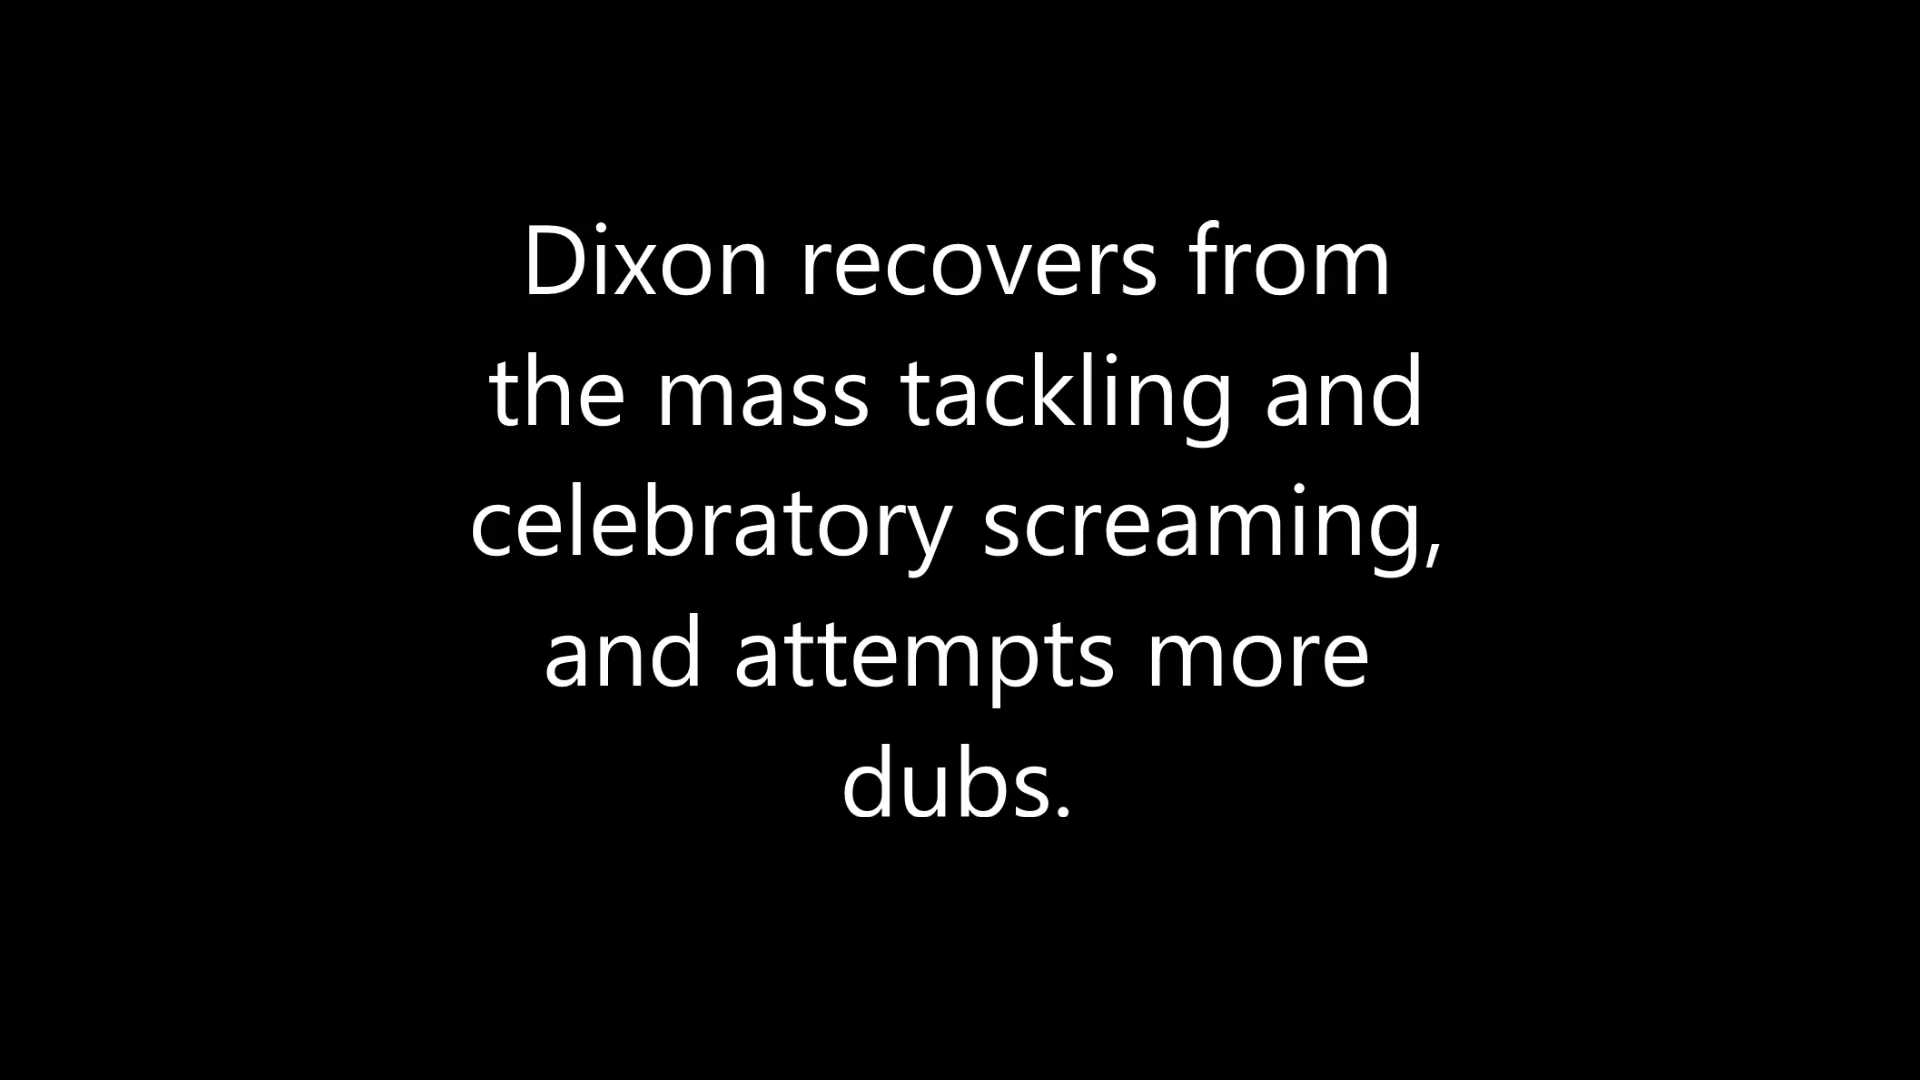 Dixon recovers from
the mass tackling and
celebratory screaming,
and attempts more
dubs.